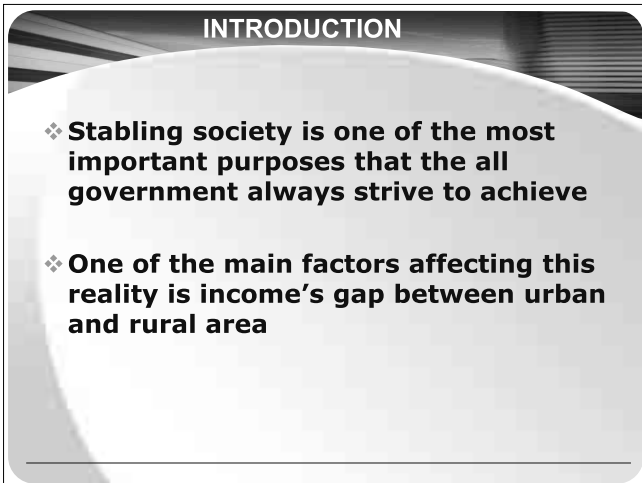 INTRODUCTION
❖ Stabling society is one of the most
important purposes that the all
government always strive to achieve
❖ One of the main factors affecting this
reality is income’s gap between urban
and rural area